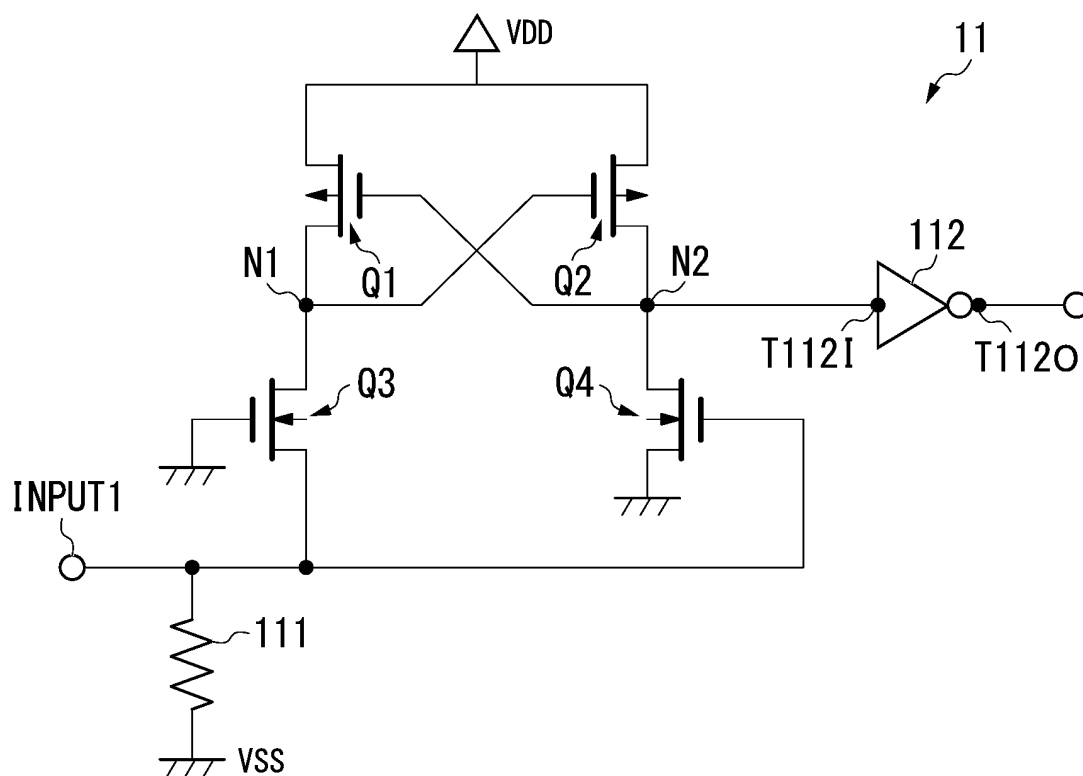 VDD
11
Q1
Q2
N1
N2
112
T112I
T112O
Q3
Q4
INPUT1
111
VSS